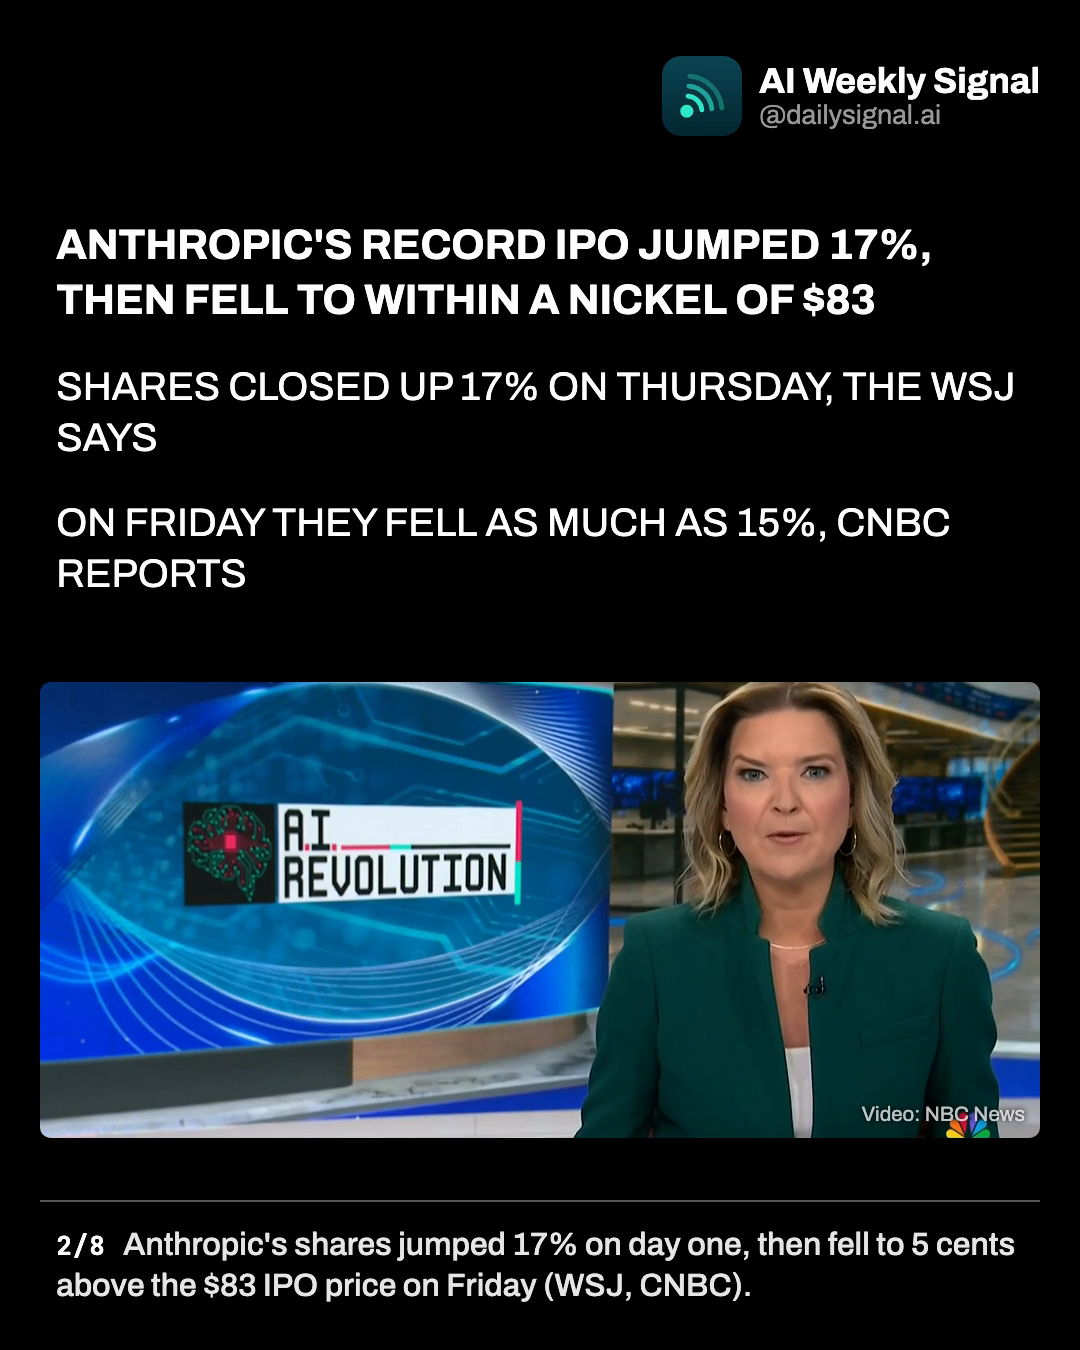 AI Weekly Signal
@dailysignal.ai
ANTHROPIC'S RECORD IPO JUMPED 17%,
THEN FELL TO WITHIN A NICKEL OF $83
SHARES CLOSED UP 17% ON THURSDAY, THE WSJ
SAYS
ON FRIDAY THEY FELL AS MUCH AS 15%, CNBC
REPORTS
A.I.
REVOLUTION
Video: NBC News
2/8 Anthropic's shares jumped 17% on day one, then fell to 5 cents
above the $83 IPO price on Friday (WSJ, CNBC).